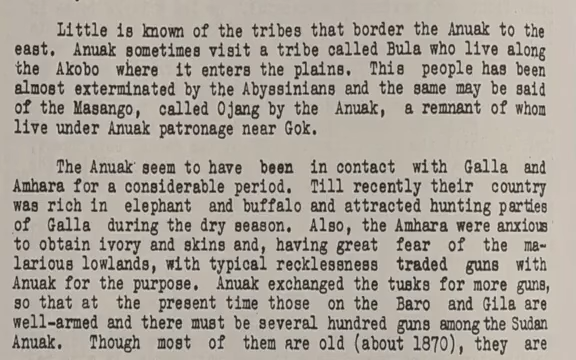 Little is known of the tribes that border the Anuak to the
east. Anuak sometimes visit a tribe called Bula who live along
the Akobo where it enters the plains. This people has been
almost exterminated by the Abyssinians and the same may be said
of the Masango, called Ojang by the Anuak, a remnant of whom
live under Anuak patronage near Gok.
The Anuak seem to have been in contact with Galla and
Amhara for a considerable period. Till recently their country
was rich in elephant and buffalo and attracted hunting parties
of Galla during the dry season. Also, the Amhara were anxious
to obtain ivory and skins and, having great fear of the ma-
larious lowlands, with typical recklessness traded guns with
Anuak for the purpose. Anuak exchanged the tusks for more guns,
so that at the present time those on the Baro and Gila are
well-armed and there must be several hundred guns among the Sudan
Anuak. Though most of them are old (about 1870), they are